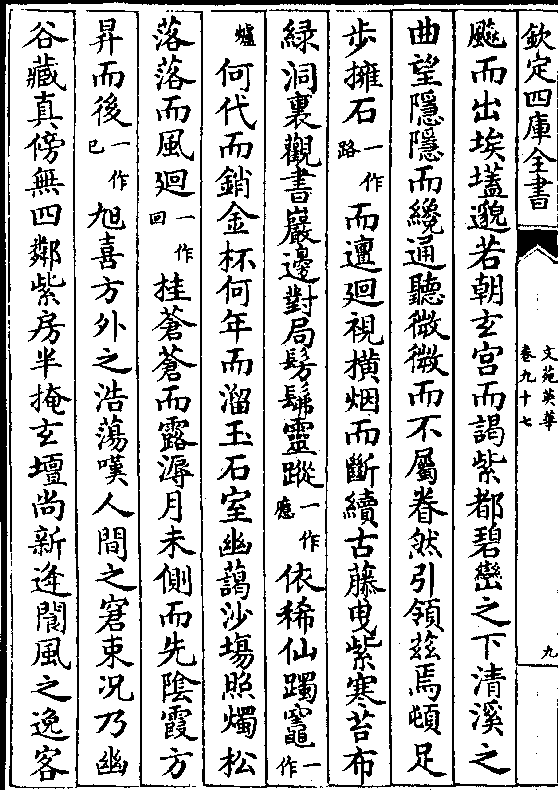 欽定四庫全書
文苑英華
卷九十七
九
飈而出埃壒邈若朝玄宮而謁紫都碧巒之下清溪之
曲望隱隱而纔通聽微微而不屬眷然引領茲焉頓足
步擁石一作路而邅廻視横烟而斷續古藤曳紫寒苔布
緑洞裏觀書巖邊對局髣髴靈蹤一作應依稀仙躅竈一作
爐何代而銷金杯何年而溜玉石室幽藹沙塲照燭松
落落而風廻一作回桂蒼蒼而露溽月未側而先陰霞方
昇而後一作已旭喜方外之浩蕩嘆人間之窘束况乃幽
谷藏真傍無四鄰紫房半掩玄壇尚新逢閬風之逸客